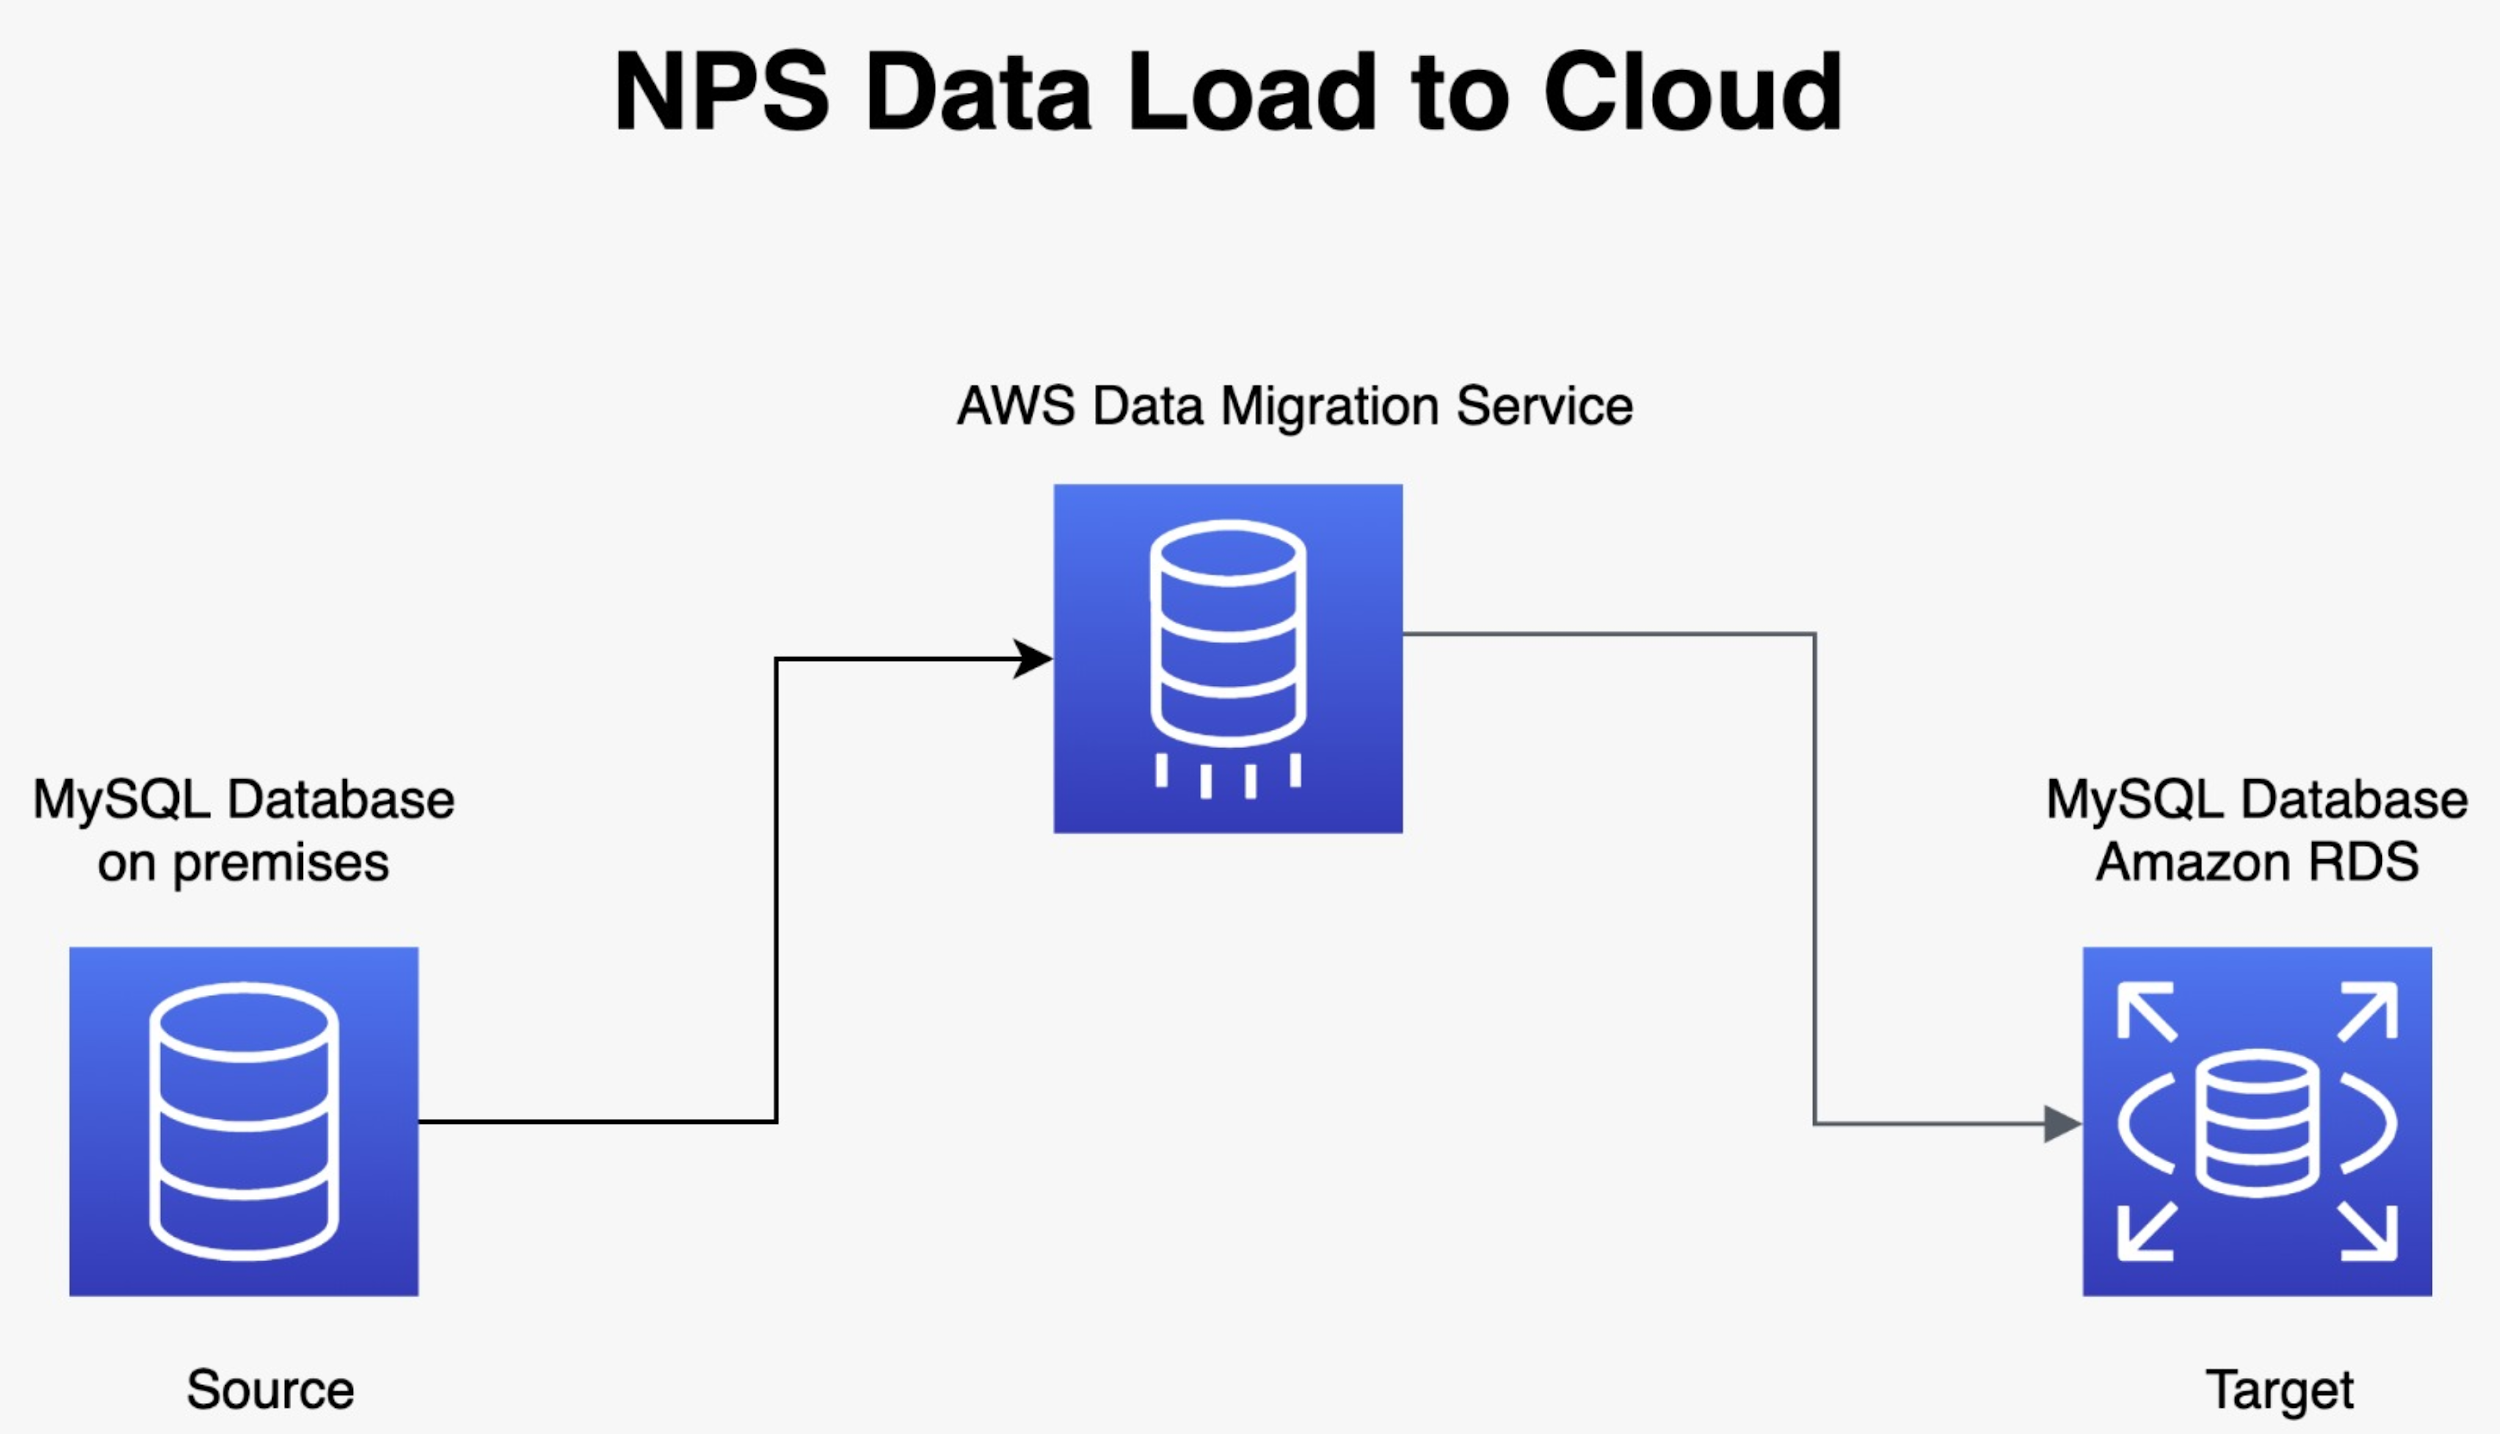 NPS Data Load to Cloud
AWS Data Migration Service
MySQL Database
on premises
MySQL Database
Amazon RDS
Source
Target